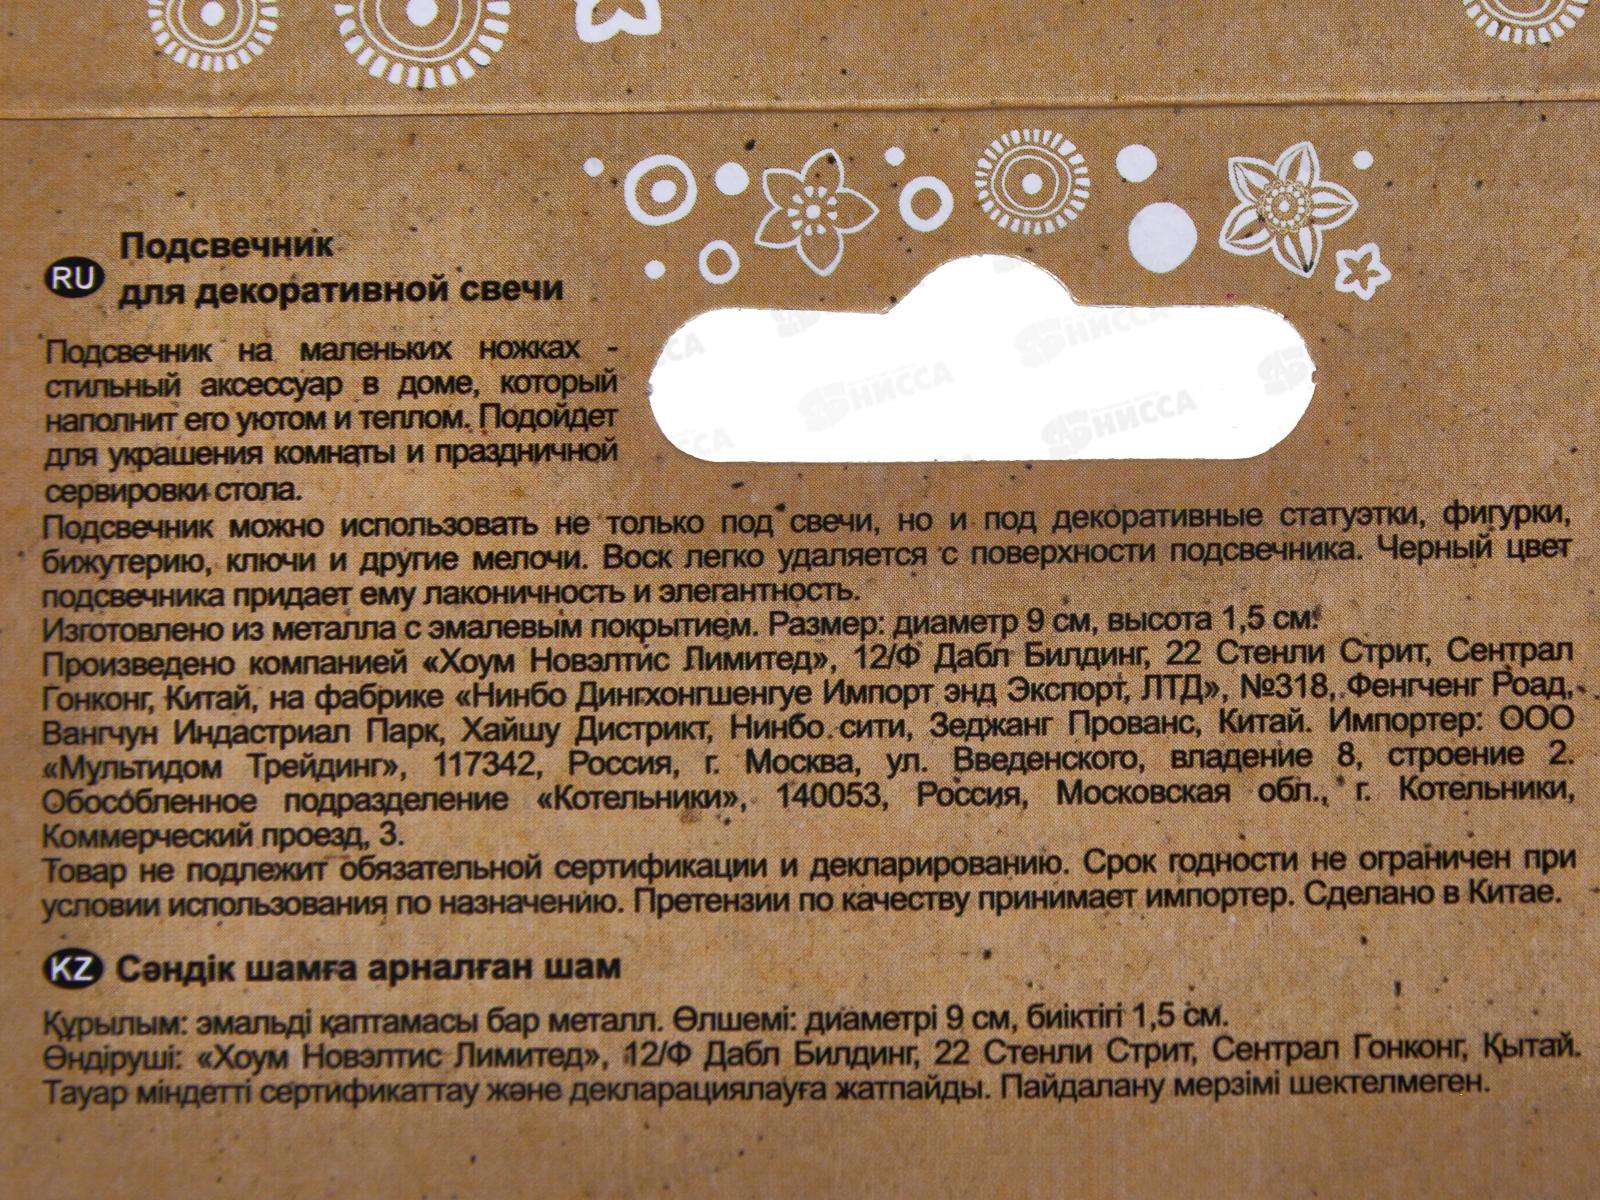 RU Подсвечник
для декоративной свечи
Подсвечник на маленьких ножках -
стильный аксессуар в доме, который
наполнит его уютом и теплом. Подойдет
для украшения комнаты и праздничной
сервировки стола.
Подсвечник можно использовать не только под свечи, но и под декоративные статуэтки, фигурки,
бижутерию, ключи и другие мелочи. Воск легко удаляется с поверхности подсвечника. Черный цвет
подсвечника придает ему лаконичность и элегантность.
Изготовлено из металла с эмалевым покрытием. Размер: диаметр 9 см, высота 1,5 см.
Произведено компанией «Хоум Новэлтис Лимитед», 12/Ф Дабл Билдинг, 22 Стенли Стрит, Сентрал
Гонконг, Китай, на фабрике «Нинбо Дингхонгшенгуе Импорт энд Экспорт, ЛТД», №318, Фенгченг Роад,
Вангчун Индастриал Парк, Хайшу Дистрикт, Нинбо сити, Зеджанг Прованс, Китай. Импортер: ООО
«Мультидом Трейдинг», 117342, Россия, г. Москва, ул. Введенского, владение 8, строение 2.
Обособленное подразделение «Котельники», 140053, Россия, Московская обл., г. Котельники,
Коммерческий проезд, 3.
Товар не подлежит обязательной сертификации и декларированию. Срок годности не ограничен при
условии использования по назначению. Претензии по качеству принимает импортер. Сделано в Китае.
KZ Сәндік шамға арналған шам
Құрылым: эмальді қаптамасы бар металл. Өлшемі: диаметрі 9 см, биіктігі 1,5 см.
Өндіруші: «Хоум Новэлтис Лимитед», 12/Ф Дабл Билдинг, 22 Стенли Стрит, Сентрал Гонконг, Қытай.
Тауар міндетті сертификаттау және декларациялауға жатпайды. Пайдалану мерзімі шектелмеген.
НИССА
НИССА
НИССА